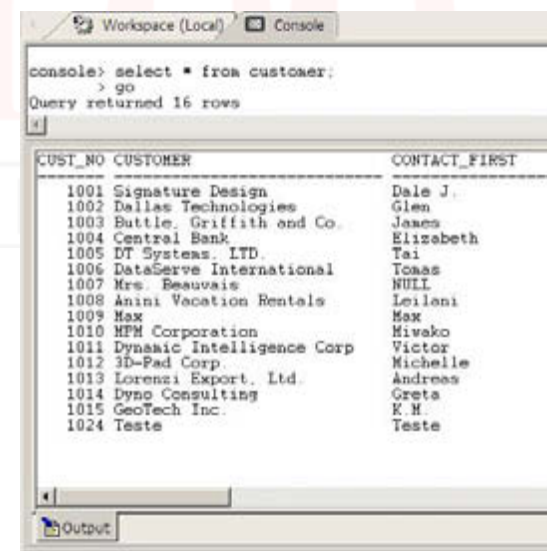 Workspace (Local) Console
console> select * from customer;
> go
Query returned 16 rows
CUST_NO CUSTOMER CONTACT_FIRST
1001 Signature Design Dale J.
1002 Dallas Technologies Glen
1003 Buttle, Griffith and Co. James
1004 Central Bank Elizabeth
1005 DT Systems, LTD. Tai
1006 DataServe International Tomas
1007 Mrs. Beauvais NULL
1008 Anini Vacation Rentals Leilani
1009 Max Max
1010 MPM Corporation Miwako
1011 Dynamic Intelligence Corp Victor
1012 3D-Pad Corp. Michelle
1013 Lorenzi Export, Ltd. Andreas
1014 Dyno Consulting Greta
1015 GeoTech Inc. K.M.
1024 Teste Teste
Output